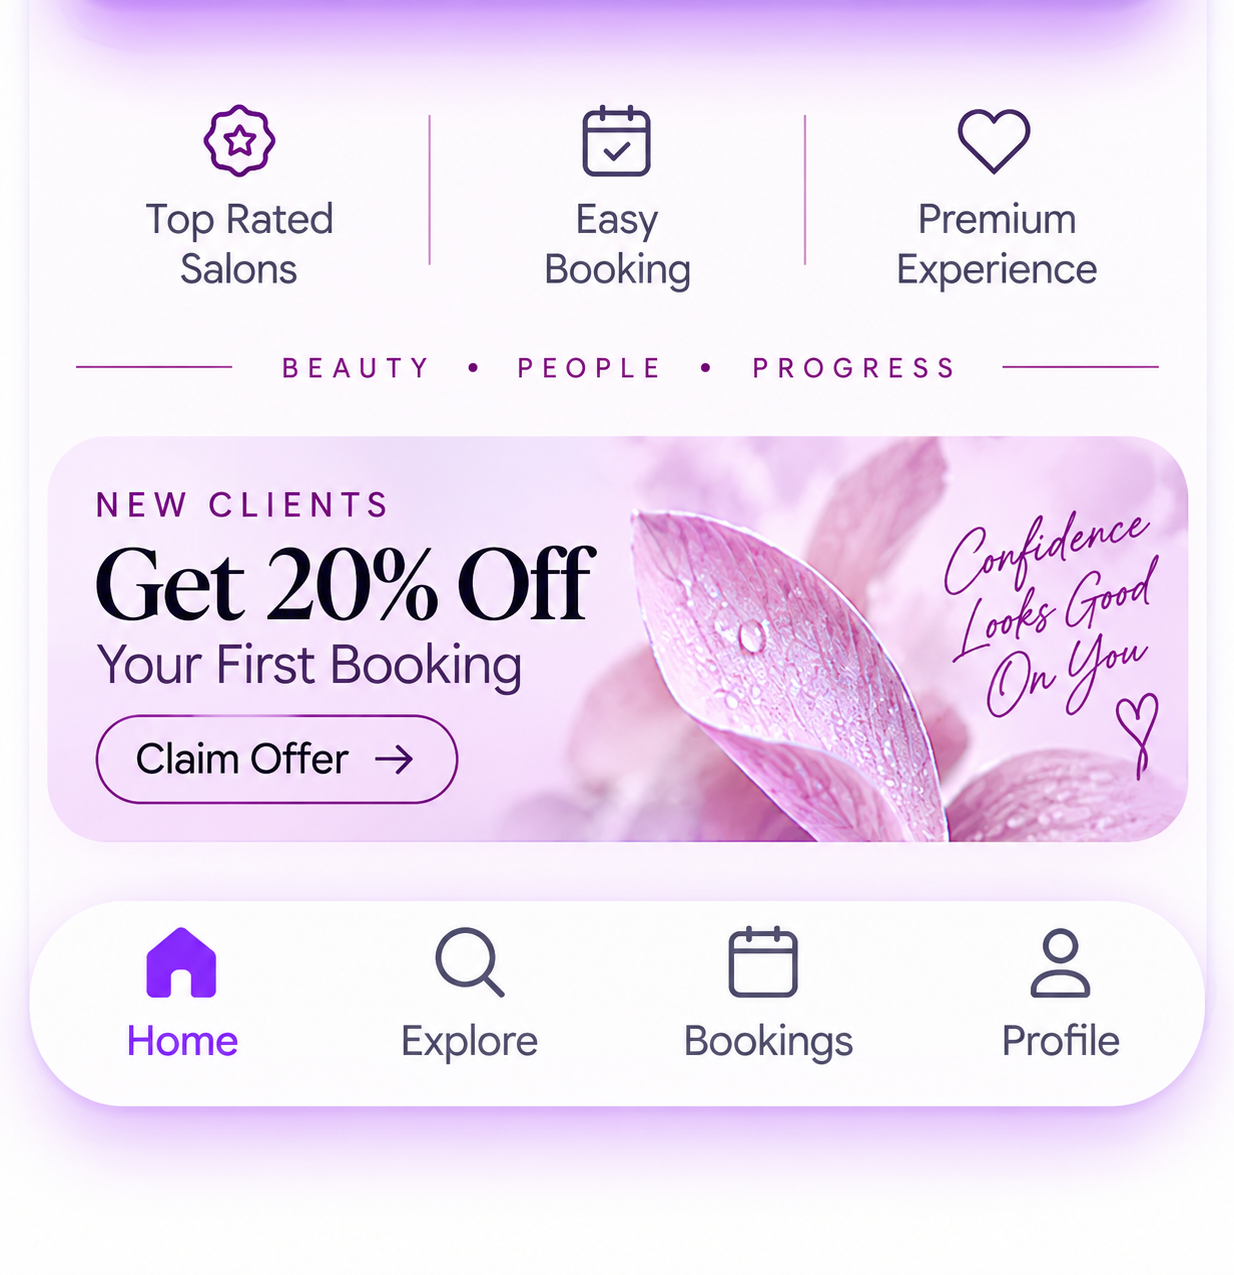 Top Rated
Salons
Easy
Booking
Premium
Experience
BEAUTY • PEOPLE • PROGRESS
NEW CLIENTS
Get 20% Off
Your First Booking
Claim Offer →
Confidence
Looks Good
On You
Home
Explore
Bookings
Profile